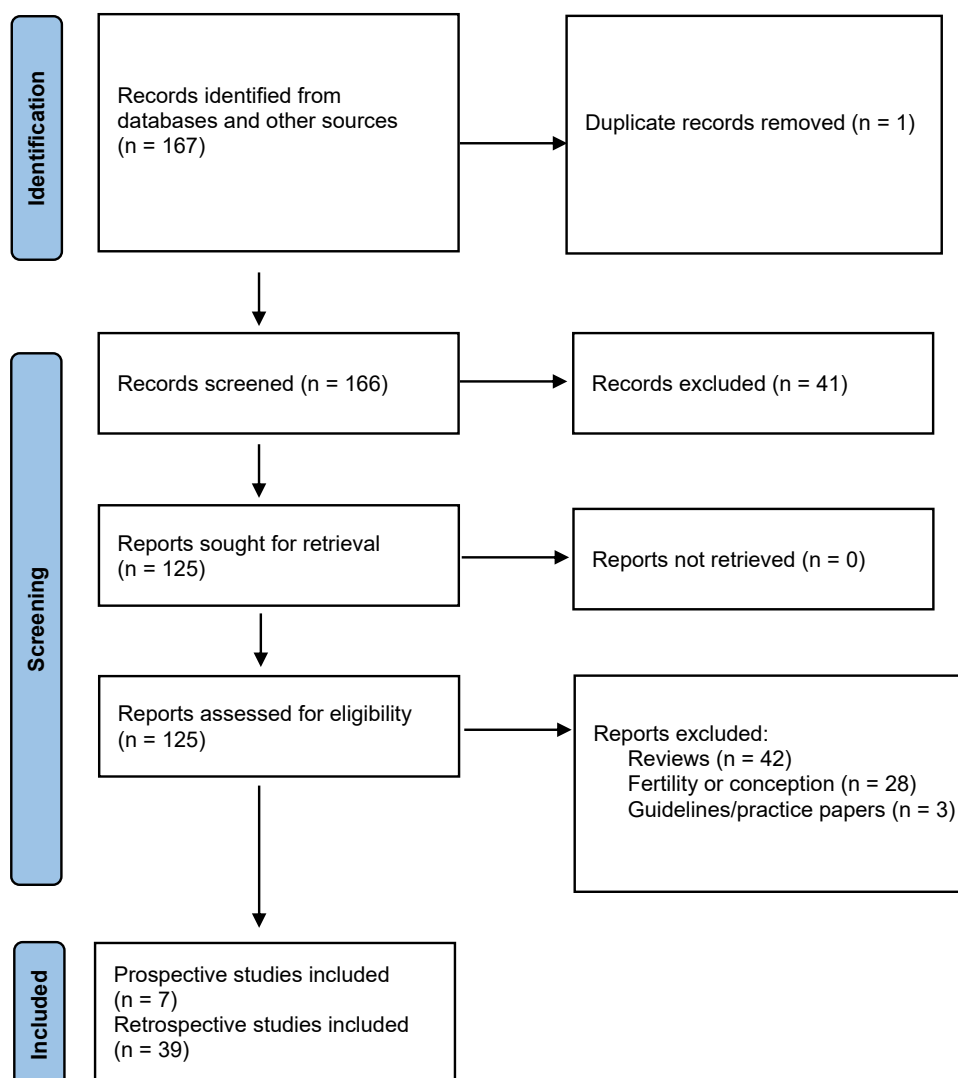 Identification
Records identified from
databases and other sources
(n = 167)
Duplicate records removed (n = 1)
Screening
Records screened (n = 166)
Records excluded (n = 41)
Reports sought for retrieval
(n = 125)
Reports not retrieved (n = 0)
Reports assessed for eligibility
(n = 125)
Reports excluded:
Reviews (n = 42)
Fertility or conception (n = 28)
Guidelines/practice papers (n = 3)
Included
Prospective studies included
(n = 7)
Retrospective studies included
(n = 39)